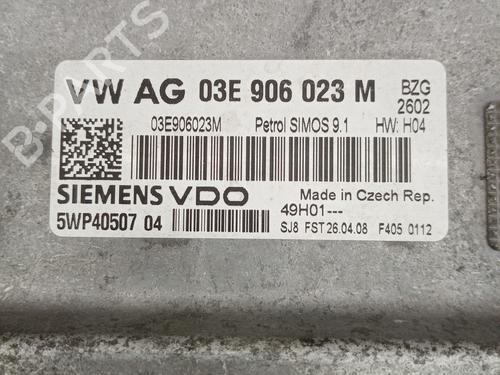 B-PARTS
VW AG 03E 906 023 M BZG
2602
03E906023M Petrol SIMOS 9.1 HW: H04
SIEMENS VDO Made in Czech Rep.
49H01---
5WP40507 04 SJ8 FST 26.04.08 F405 0112